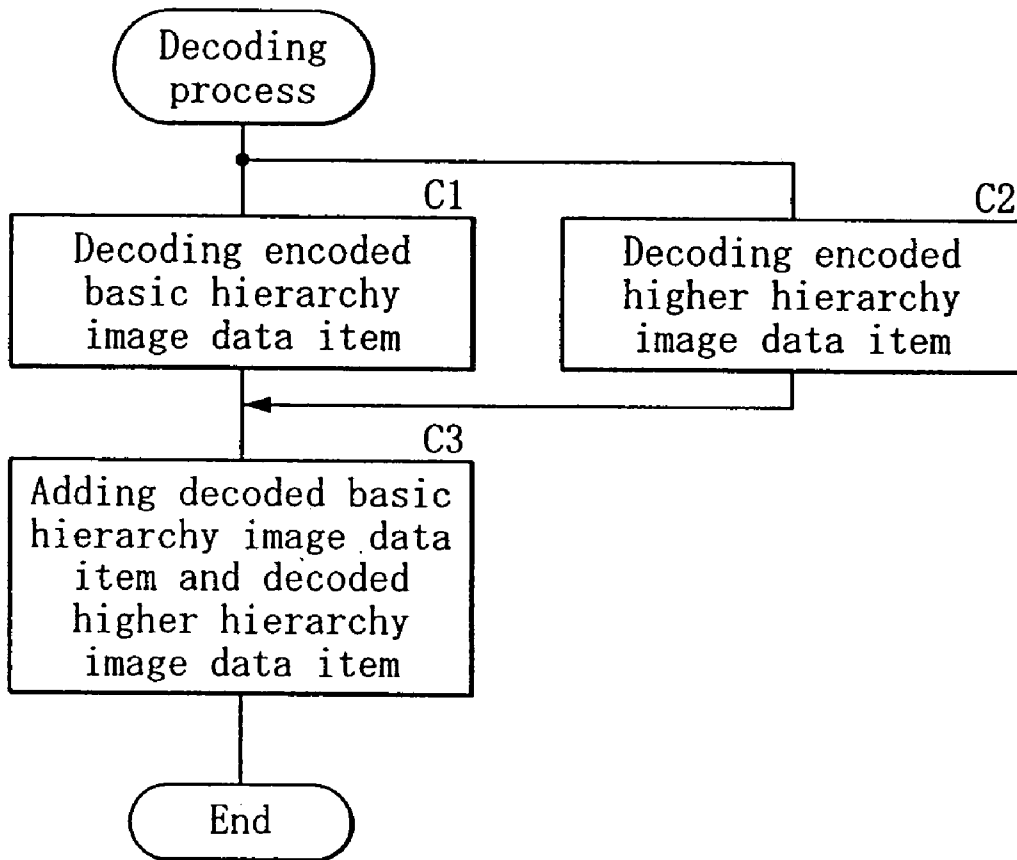 Decoding
process
C1
Decoding encoded
basic hierarchy
image data item
C2
Decoding encoded
higher hierarchy
image data item
C3
Adding decoded basic
hierarchy image data
item and decoded
higher hierarchy
image data item
End